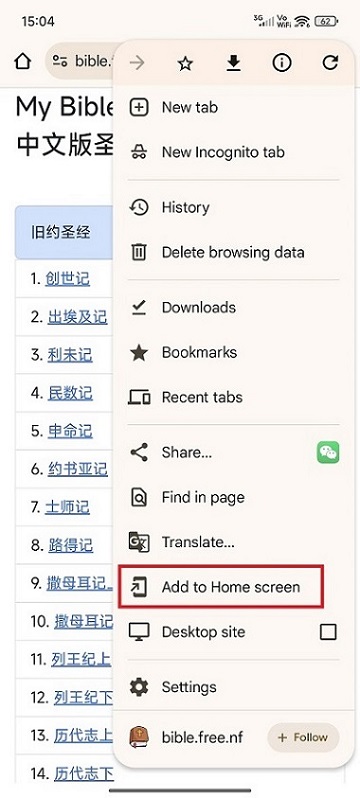 15:04
3G
Vo
WiFi
62
bible.
My Bible
中文版圣
New tab
New Incognito tab
History
Delete browsing data
Downloads
Bookmarks
Recent tabs
Share...
Find in page
Translate...
Add to Home screen
Desktop site
Settings
bible.free.nf
+ Follow
旧约圣经
1. 创世记
2. 出埃及记
3. 利未记
4. 民数记
5. 申命记
6. 约书亚记
7. 士师记
8. 路得记
9. 撒母耳记
10. 撒母耳记
11. 列王纪上
12. 列王纪下
13. 历代志上
14. 历代志下